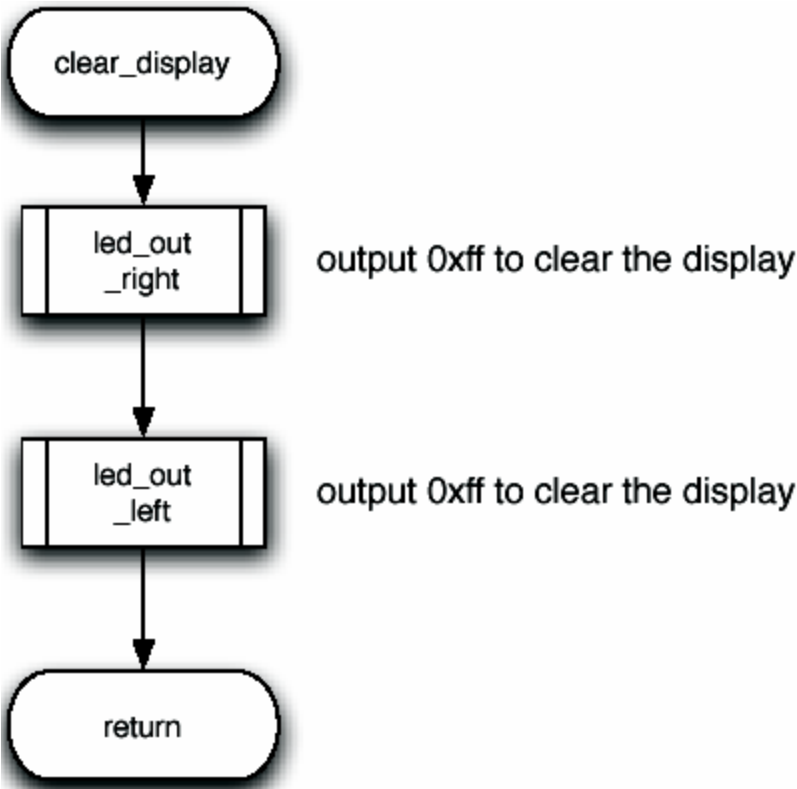 clear_display
led_out
_right
output 0xff to clear the display
led_out
_left
output 0xff to clear the display
return